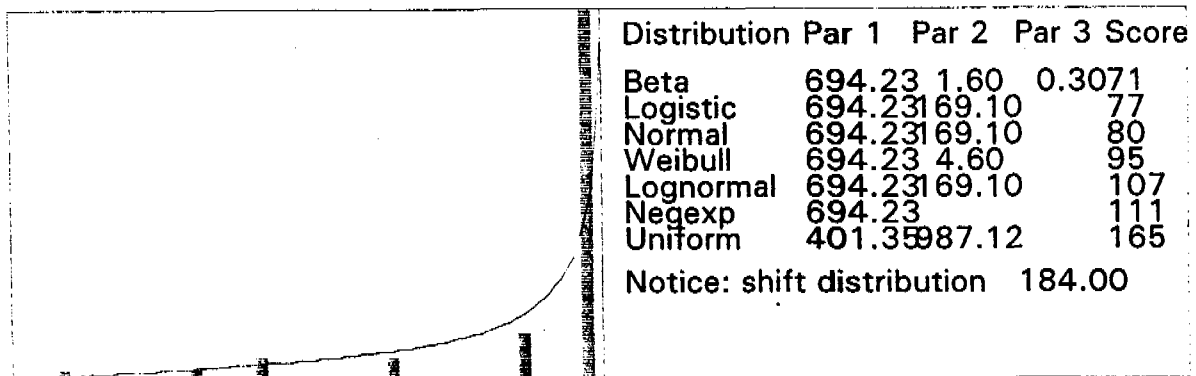 Distribution Par 1 Par 2 Par 3 Score
Beta 694.23 1.60 0.3071
Logistic 694.23169.10 77
Normal 694.23169.10 80
Weibull 694.23 4.60 95
Lognormal 694.23169.10 107
Negexp 694.23 111
Uniform 401.35987.12 165
Notice: shift distribution 184.00